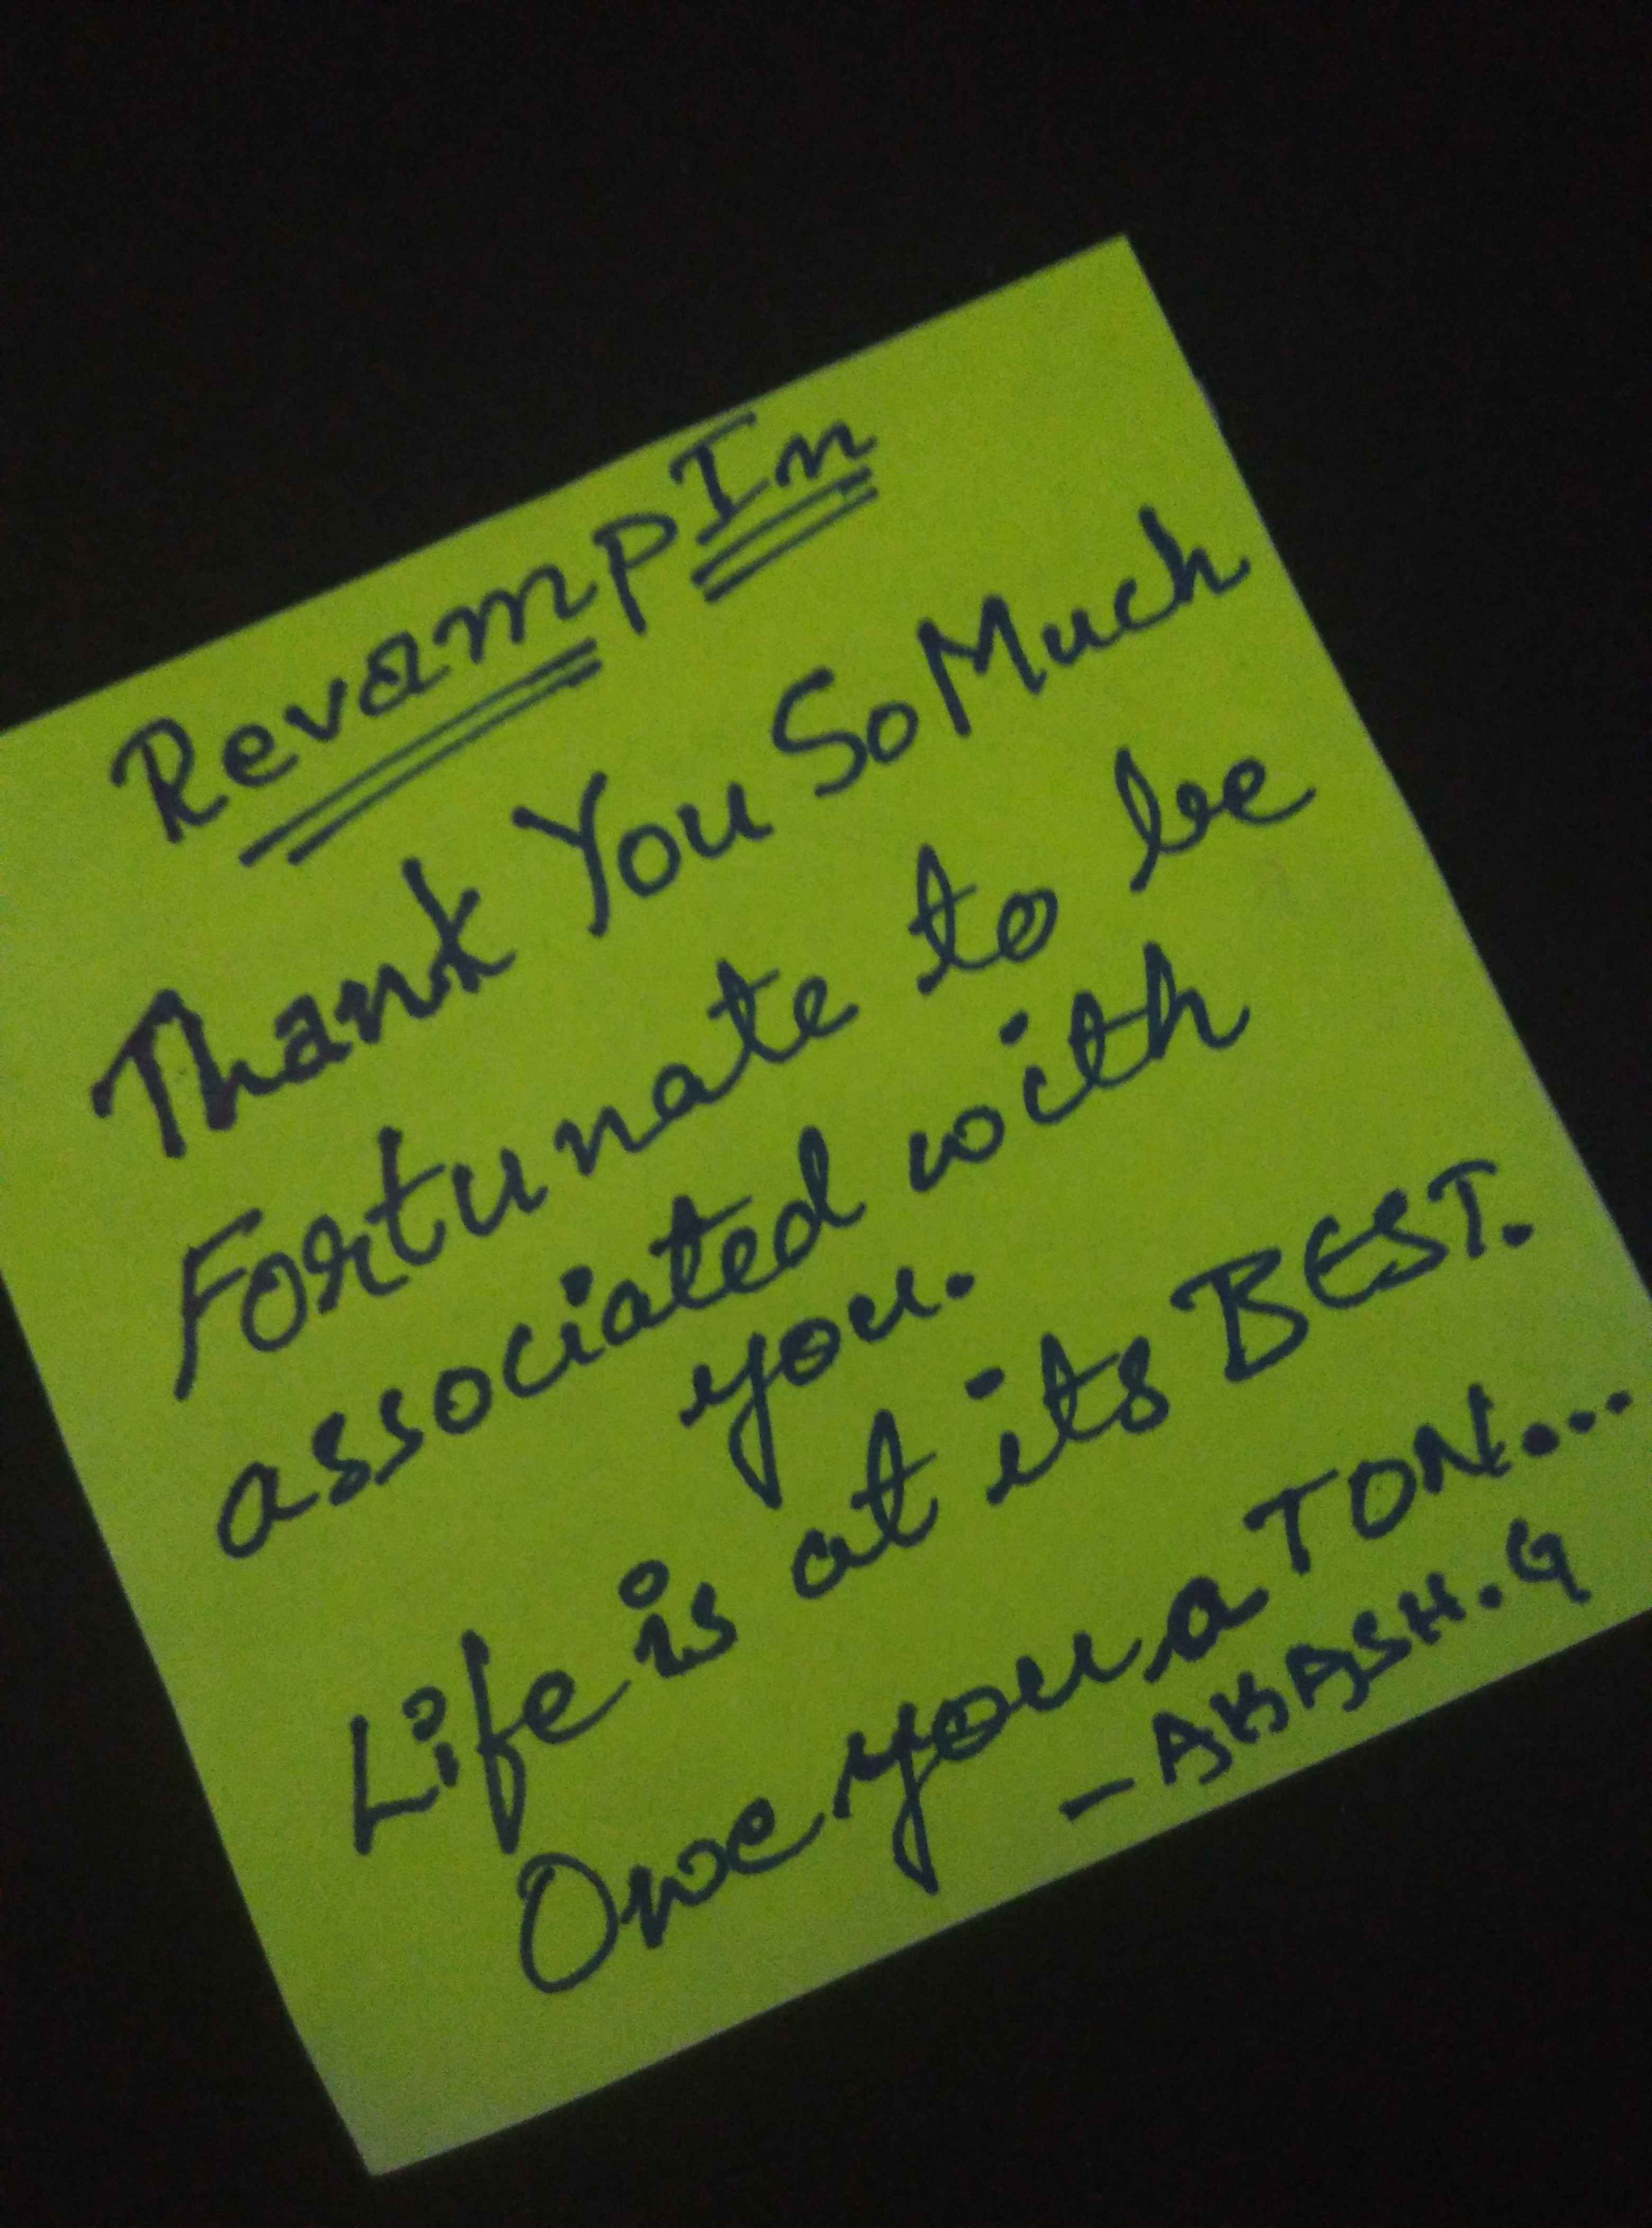 RevampIn
Thank You So Much
Fortunate to be
associated with
you.
Life is at its BEST.
Owe you a TON...
- AKASH.G